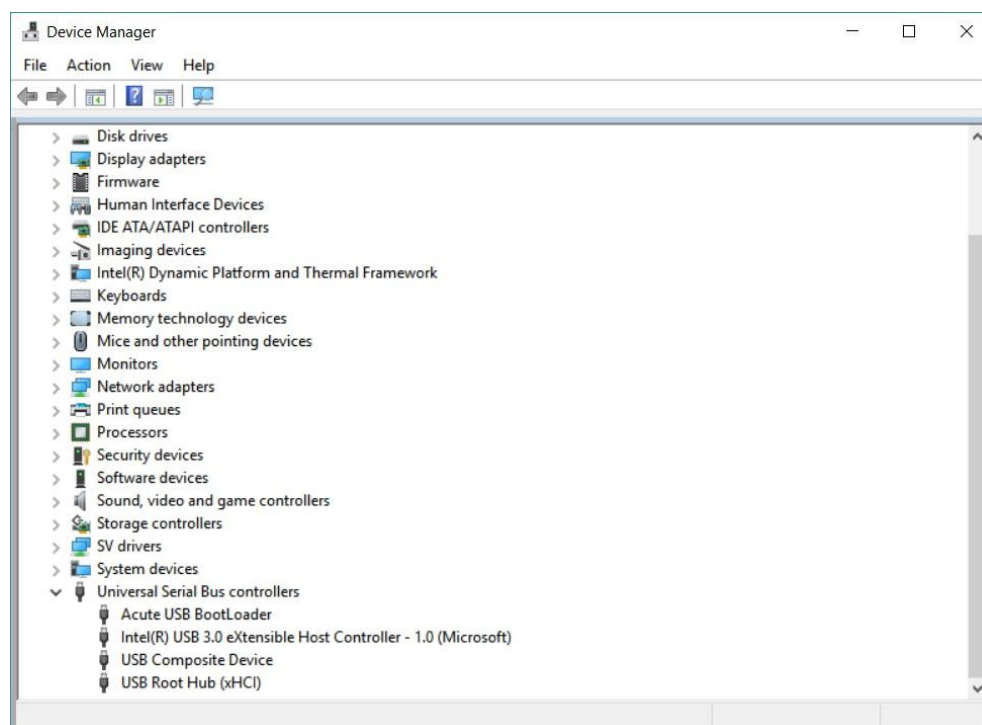 Device Manager
File Action View Help
Disk drives
Display adapters
Firmware
Human Interface Devices
IDE ATA/ATAPI controllers
Imaging devices
Intel(R) Dynamic Platform and Thermal Framework
Keyboards
Memory technology devices
Mice and other pointing devices
Monitors
Network adapters
Print queues
Processors
Security devices
Software devices
Sound, video and game controllers
Storage controllers
SV drivers
System devices
Universal Serial Bus controllers
Acute USB BootLoader
Intel(R) USB 3.0 eXtensible Host Controller - 1.0 (Microsoft)
USB Composite Device
USB Root Hub (xHCI)